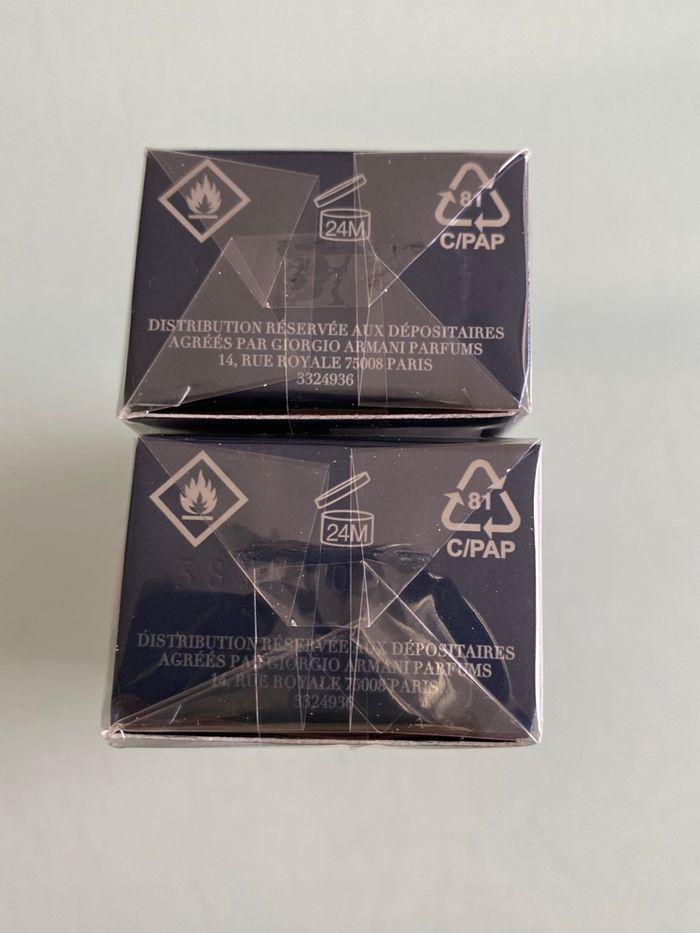 24M
81
C/PAP
DISTRIBUTION RÉSERVÉE AUX DÉPOSITAIRES
AGRÉÉS PAR GIORGIO ARMANI PARFUMS
14, RUE ROYALE 75008 PARIS
3324936
24M
81
C/PAP
DISTRIBUTION RÉSERVÉE AUX DÉPOSITAIRES
AGRÉÉS PAR GIORGIO ARMANI PARFUMS
14, RUE ROYALE 75008 PARIS
3324936